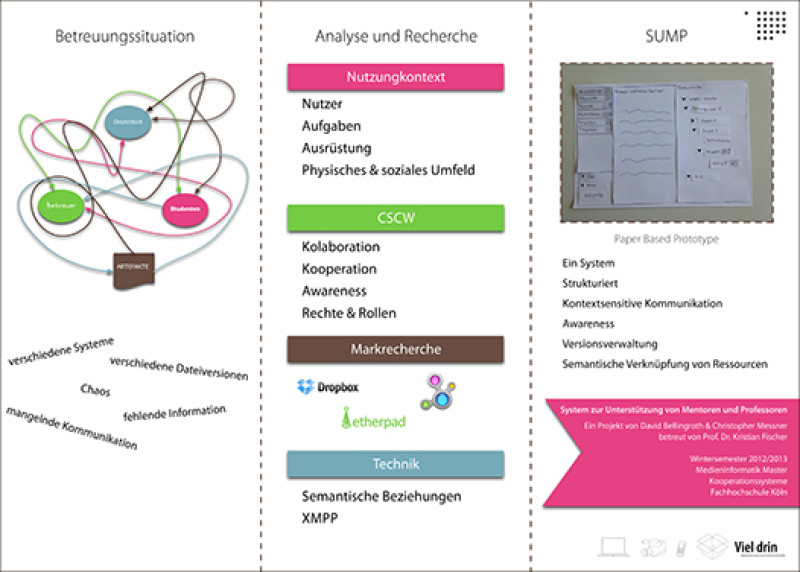 Betreuungssituation
Dozenten
Betreuer
Studenten
ARTEFAKTE
verschiedene Systeme
verschiedene Dateiversionen
Chaos
mangelnde Kommunikation
fehlende Information
Analyse und Recherche
Nutzungkontext
Nutzer
Aufgaben
Ausrüstung
Physisches & soziales Umfeld
CSCW
Kolaboration
Kooperation
Awareness
Rechte & Rollen
Markrecherche
Dropbox
etherpad
Technik
Semantische Beziehungen
XMPP
SUMP
Paper Based Prototype
Ein System
Strukturiert
Kontextsensitive Kommunikation
Awareness
Versionsverwaltung
Semantische Verknüpfung von Ressourcen
System zur Unterstützung von Mentoren und Professoren
Ein Projekt von David Bellingroth & Christopher Messner
betreut von Prof. Dr. Kristian Fischer
Wintersemester 2012/2013
Medieninformatik Master
Kooperationssysteme
Fachhochschule Köln
Viel drin